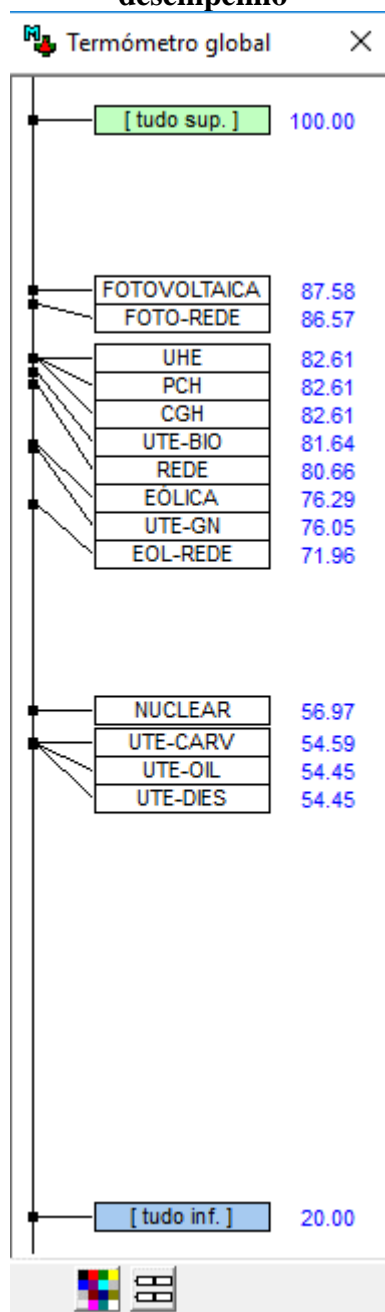 desempenho
Termómetro global
[ tudo sup. ] 100.00
FOTOVOLTAICA 87.58
FOTO-REDE 86.57
UHE 82.61
PCH 82.61
CGH 82.61
UTE-BIO 81.64
REDE 80.66
EÓLICA 76.29
UTE-GN 76.05
EOL-REDE 71.96
NUCLEAR 56.97
UTE-CARV 54.59
UTE-OIL 54.45
UTE-DIES 54.45
[ tudo inf. ] 20.00